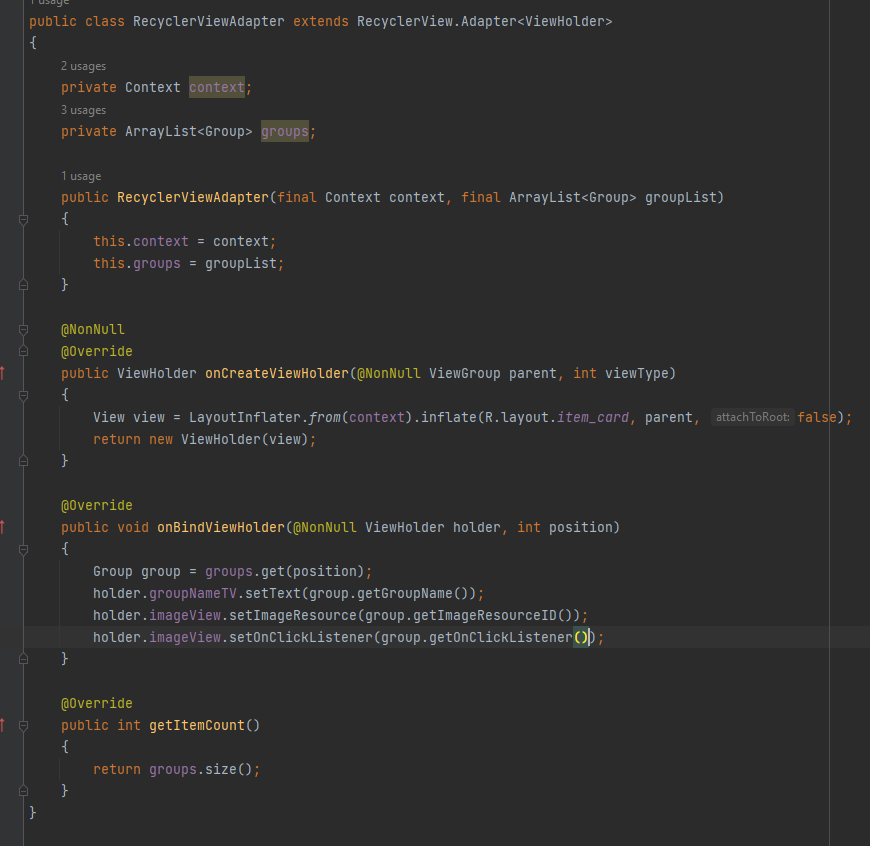 1 usage
public class RecyclerViewAdapter extends RecyclerView.Adapter<ViewHolder>
{
2 usages
private Context context;
3 usages
private ArrayList<Group> groups;
1 usage
public RecyclerViewAdapter(final Context context, final ArrayList<Group> groupList)
{
this.context = context;
this.groups = groupList;
}
@NonNull
@Override
public ViewHolder onCreateViewHolder(@NonNull ViewGroup parent, int viewType)
{
View view = LayoutInflater.from(context).inflate(R.layout.item_card, parent, attachToRoot: false);
return new ViewHolder(view);
}
@Override
public void onBindViewHolder(@NonNull ViewHolder holder, int position)
{
Group group = groups.get(position);
holder.groupNameTV.setText(group.getGroupName());
holder.imageView.setImageResource(group.getImageResourceID());
holder.imageView.setOnClickListener(group.getOnClickListener());
}
@Override
public int getItemCount()
{
return groups.size();
}
}